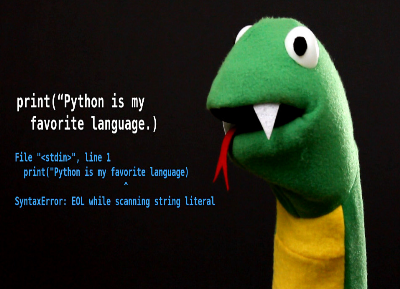 print(“Python is my
favorite language.)
File "<stdin>", line 1
print("Python is my favorite language)
^
SyntaxError: EOL while scanning string literal